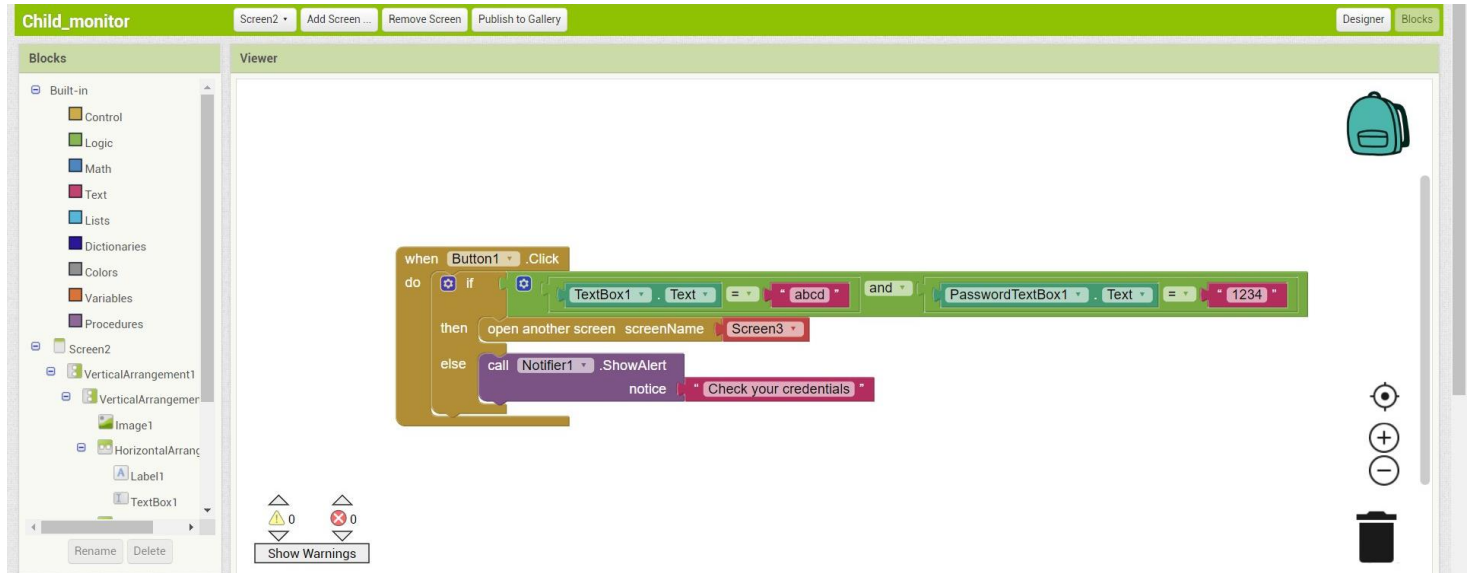 Child_monitor
Screen2 Add Screen ... Remove Screen Publish to Gallery
Designer Blocks
Blocks
Viewer
Built-in
Control
Logic
Math
Text
Lists
Dictionaries
Colors
Variables
Procedures
Screen2
VerticalArrangement1
VerticalArrangemen
Image1
HorizontalArrang
Label1
TextBox1
Rename Delete
when Button1 .Click
do if TextBox1 . Text = " abcd " and PasswordTextBox1 . Text = " 1234 "
then open another screen screenName Screen3
else call Notifier1 .ShowAlert
notice " Check your credentials "
0 0
Show Warnings